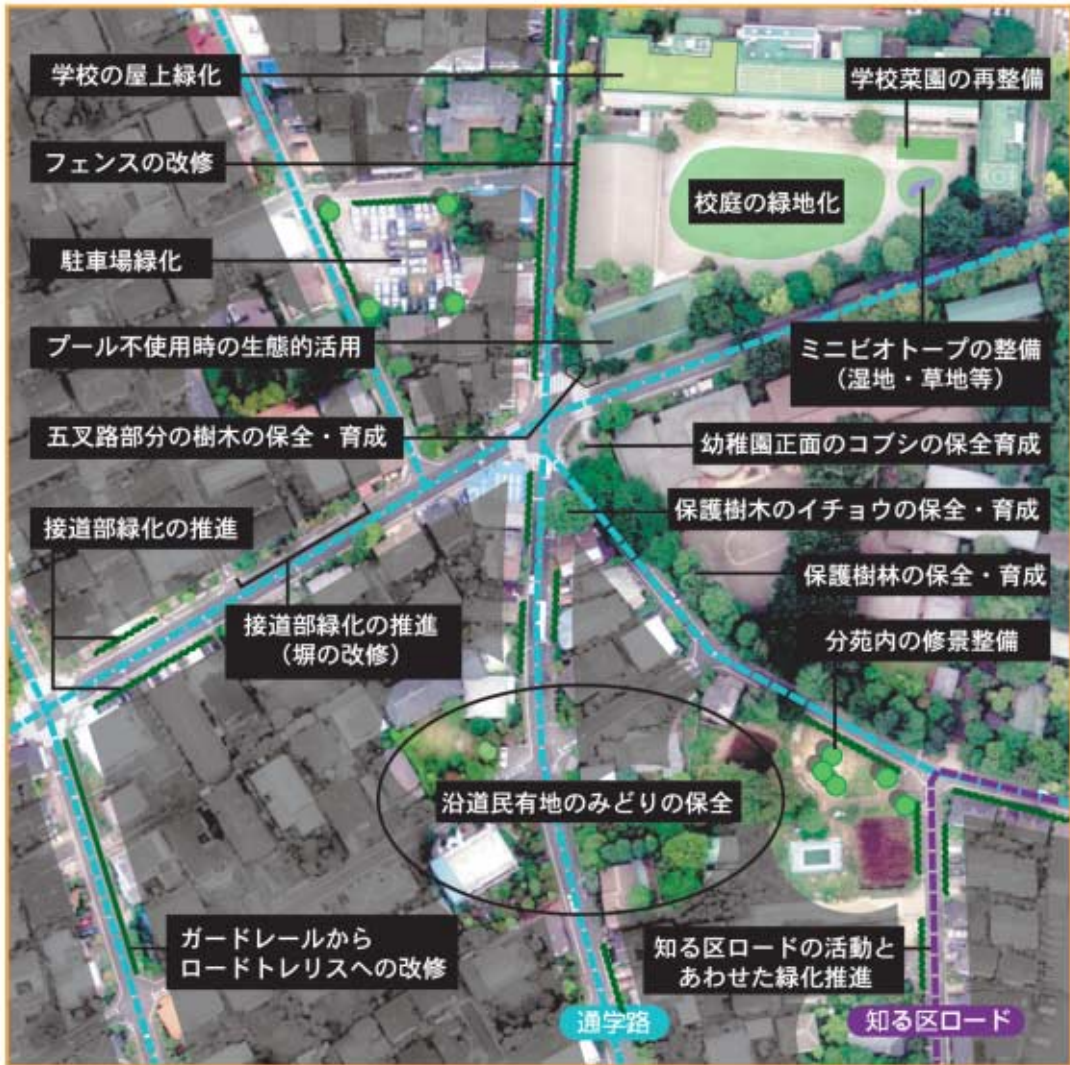 学校の屋上緑化
学校菜園の再整備
フェンスの改修
校庭の緑地化
駐車場緑化
プール不使用時の生態的活用
ミニビオトープの整備
（湿地・草地等）
五叉路部分の樹木の保全・育成
幼稚園正面のコブシの保全育成
保護樹木のイチョウの保全・育成
接道部緑化の推進
保護樹林の保全・育成
接道部緑化の推進
（塀の改修）
分苑内の修景整備
沿道民有地のみどりの保全
ガードレールから
ロードトレリスへの改修
知る区ロードの活動と
あわせた緑化推進
通学路
知る区ロード